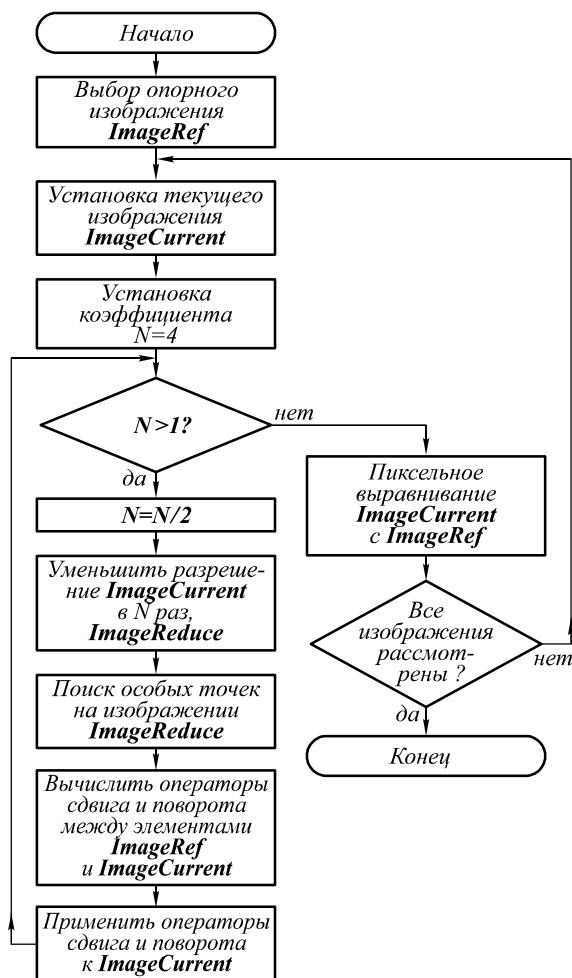 Начало
Выбор опорного
изображения
ImageRef
Установка текущего
изображения
ImageCurrent
Установка
коэффициента
N=4
N>1?
нет
да
N=N/2
Уменьшить разреше-
ние ImageCurrent
в N раз,
ImageReduce
Поиск особых точек
на изображении
ImageReduce
Вычислить операторы
сдвига и поворота
между элементами
ImageRef
и ImageCurrent
Применить операторы
сдвига и поворота
к ImageCurrent
Пиксельное
выравнивание
ImageCurrent
с ImageRef
Все
изображения
рассмот-
рены ?
нет
да
Конец